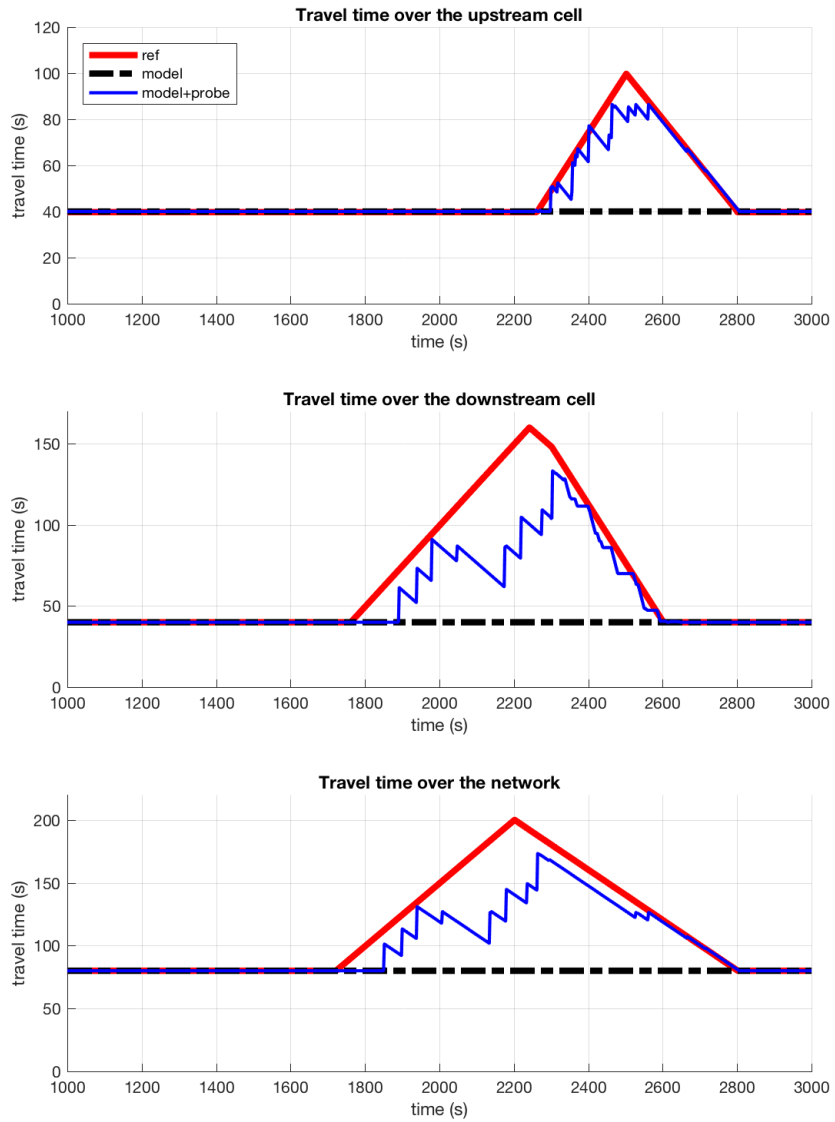 Travel time over the upstream cell
120
100
80
60
40
20
0
travel time (s)
ref
model
model+probe
1000 1200 1400 1600 1800 2000 2200 2400 2600 2800 3000
time (s)
Travel time over the downstream cell
150
100
50
0
travel time (s)
1000 1200 1400 1600 1800 2000 2200 2400 2600 2800 3000
time (s)
Travel time over the network
200
150
100
50
0
travel time (s)
1000 1200 1400 1600 1800 2000 2200 2400 2600 2800 3000
time (s)